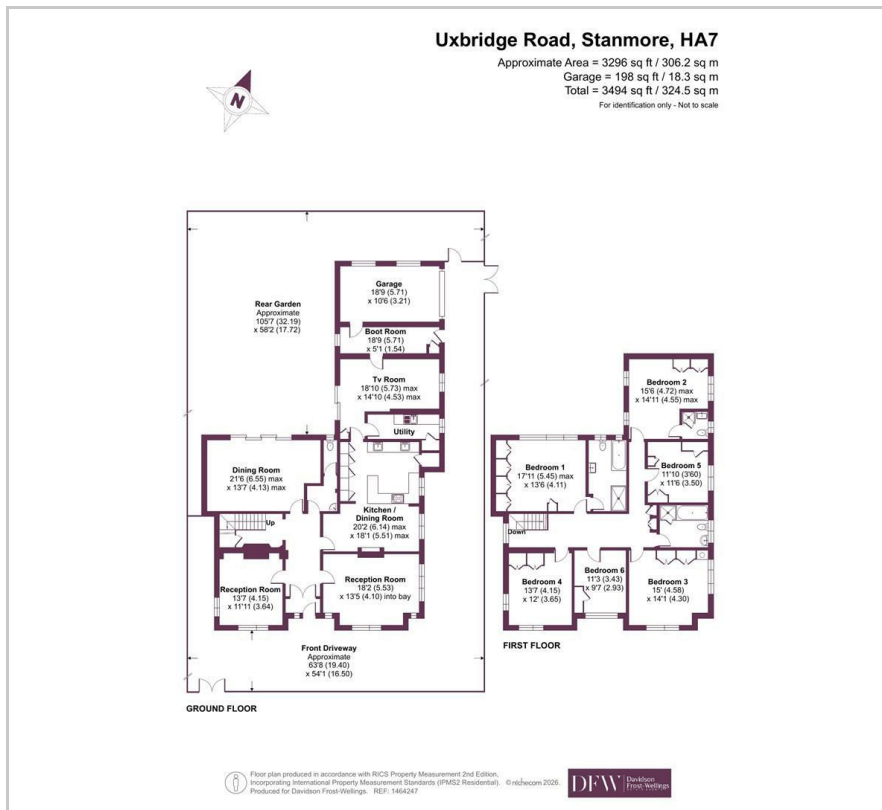 Uxbridge Road, Stanmore, HA7
Approximate Area = 3296 sq ft / 306.2 sq m
Garage = 198 sq ft / 18.3 sq m
Total = 3494 sq ft / 324.5 sq m
For identification only - Not to scale
N
Garage
18'9 (5.71)
x 10'6 (3.21)
Rear Garden
Approximate
105'7 (32.19)
x 58'2 (17.72)
Boot Room
18'9 (5.71)
x 5'1 (1.54)
Tv Room
18'10 (5.73) max
x 14'10 (4.53) max
Utility
Dining Room
21'6 (6.55) max
x 13'7 (4.13) max
Up
Kitchen /
Dining Room
20'2 (6.14) max
x 18'1 (5.51) max
Reception Room
13'7 (4.15)
x 11'11 (3.64)
Reception Room
18'2 (5.53)
x 13'5 (4.10) into bay
Front Driveway
Approximate
63'8 (19.40)
x 54'1 (16.50)
GROUND FLOOR
Bedroom 2
15'6 (4.72) max
x 14'11 (4.55) max
Bedroom 1
17'11 (5.45) max
x 13'6 (4.11)
Bedroom 5
11'10 (3'60)
x 11'6 (3.50)
Down
Bedroom 4
13'7 (4.15)
x 12' (3.65)
Bedroom 6
11'3 (3.43)
x 9'7 (2.93)
Bedroom 3
15' (4.58)
x 14'1 (4.30)
FIRST FLOOR
Floor plan produced in accordance with RICS Property Measurement 2nd Edition,
Incorporating International Property Measurement Standards (IPMS2 Residential). © nichecom 2026.
Produced for Davidson Frost-Wellings. REF: 1464247
DFW
Davidson
Frost-Wellings